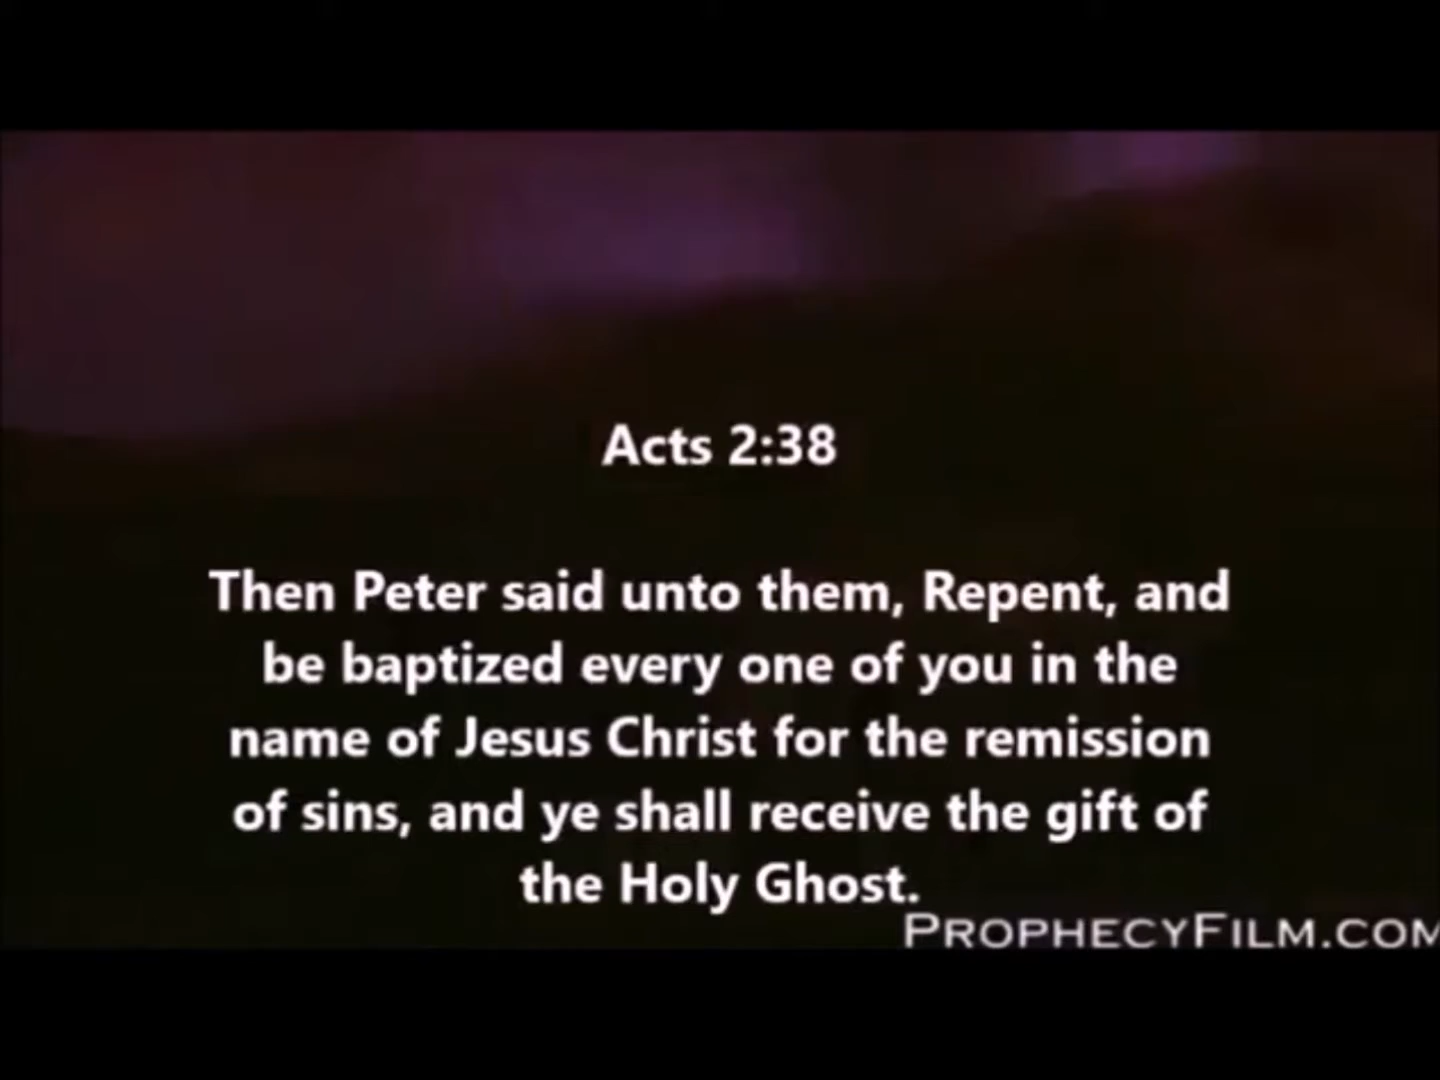 Acts 2:38
Then Peter said unto them, Repent, and
be baptized every one of you in the
name of Jesus Christ for the remission
of sins, and ye shall receive the gift of
the Holy Ghost.
PROPHECYFILM.COM